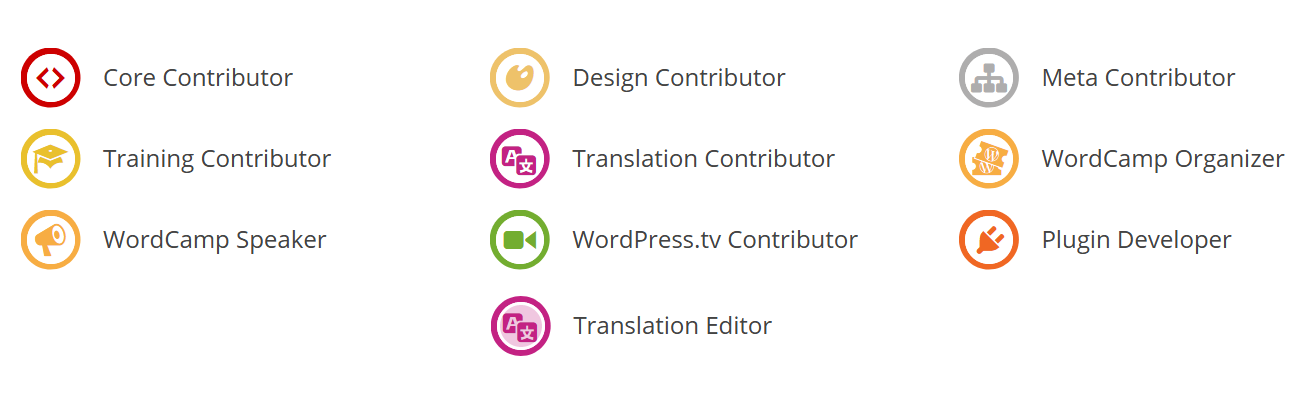 Core Contributor
Design Contributor
Meta Contributor
Training Contributor
Translation Contributor
WordCamp Organizer
WordCamp Speaker
WordPress.tv Contributor
Plugin Developer
Translation Editor